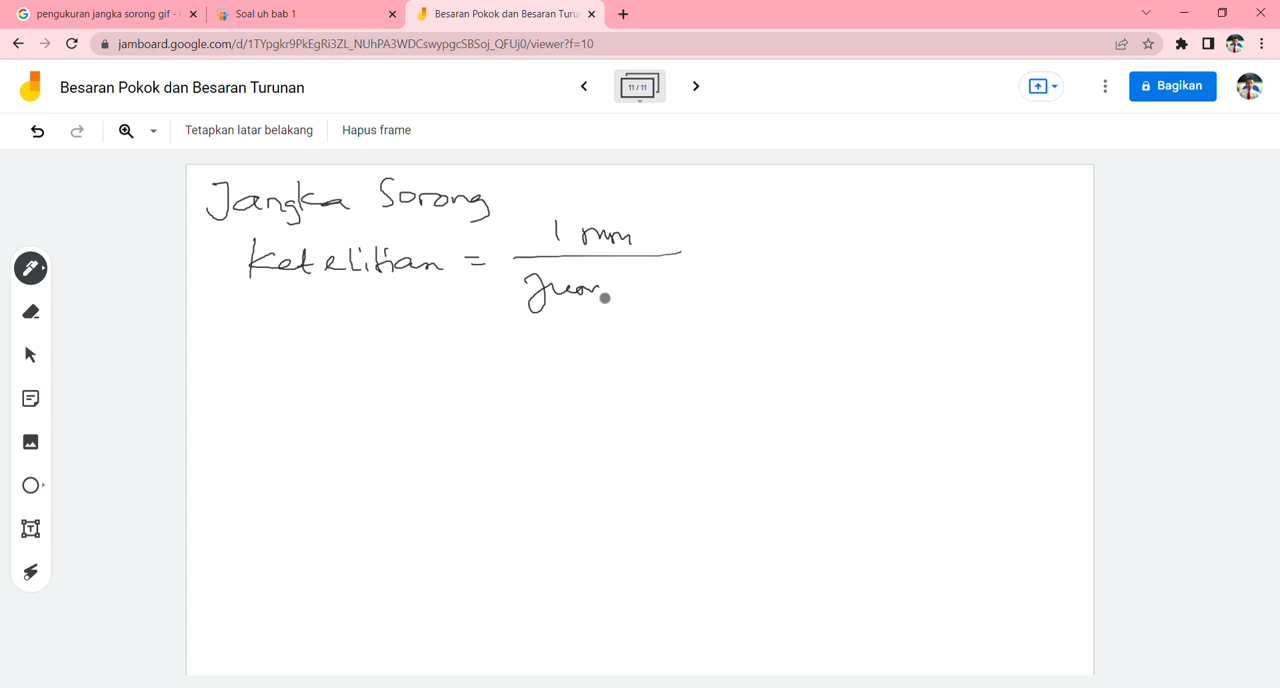 pengukuran jangka sorong gif -
Soal uh bab 1
Besaran Pokok dan Besaran Turu
jamboard.google.com/d/1TYpgkr9PkEgRi3ZL_NUhPA3WDCswypgcSBSoj_QFUj0/viewer?f=10
Besaran Pokok dan Besaran Turunan
11 / 11
Bagikan
Tetapkan latar belakang
Hapus frame
Jangka Sorong
1 mm
Ketelitian =